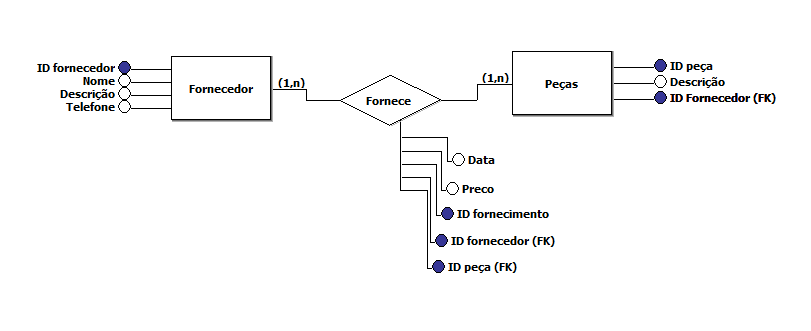 ID fornecedor
Nome
Descrição
Telefone
Fornecedor
(1,n)
Fornece
(1,n)
Peças
ID peça
Descrição
ID Fornecedor (FK)
Data
Preco
ID fornecimento
ID fornecedor (FK)
ID peça (FK)